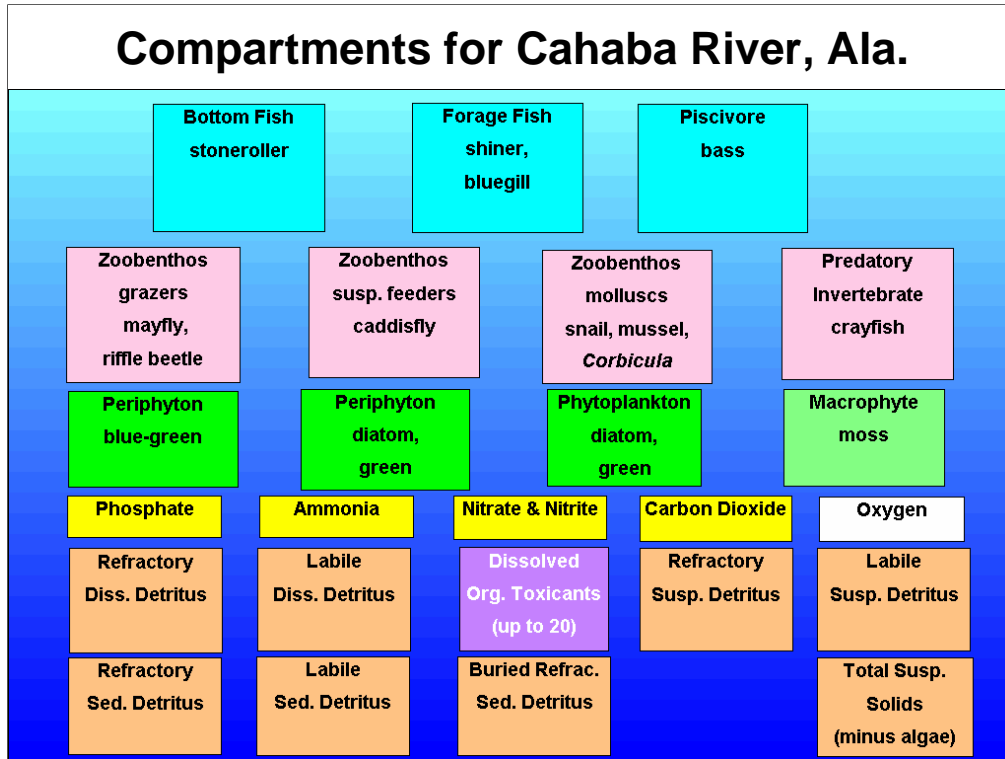 Compartments for Cahaba River, Ala.
Bottom Fish
stoneroller
Forage Fish
shiner,
bluegill
Piscivore
bass
Zoobenthos
grazers
mayfly,
riffle beetle
Zoobenthos
susp. feeders
caddisfly
Zoobenthos
molluscs
snail, mussel,
Corbicula
Predatory
Invertebrate
crayfish
Periphyton
blue-green
Periphyton
diatom,
green
Phytoplankton
diatom,
green
Macrophyte
moss
Phosphate
Ammonia
Nitrate & Nitrite
Carbon Dioxide
Oxygen
Refractory
Diss. Detritus
Labile
Diss. Detritus
Dissolved
Org. Toxicants
(up to 20)
Refractory
Susp. Detritus
Labile
Susp. Detritus
Refractory
Sed. Detritus
Labile
Sed. Detritus
Buried Refrac.
Sed. Detritus
Total Susp.
Solids
(minus algae)